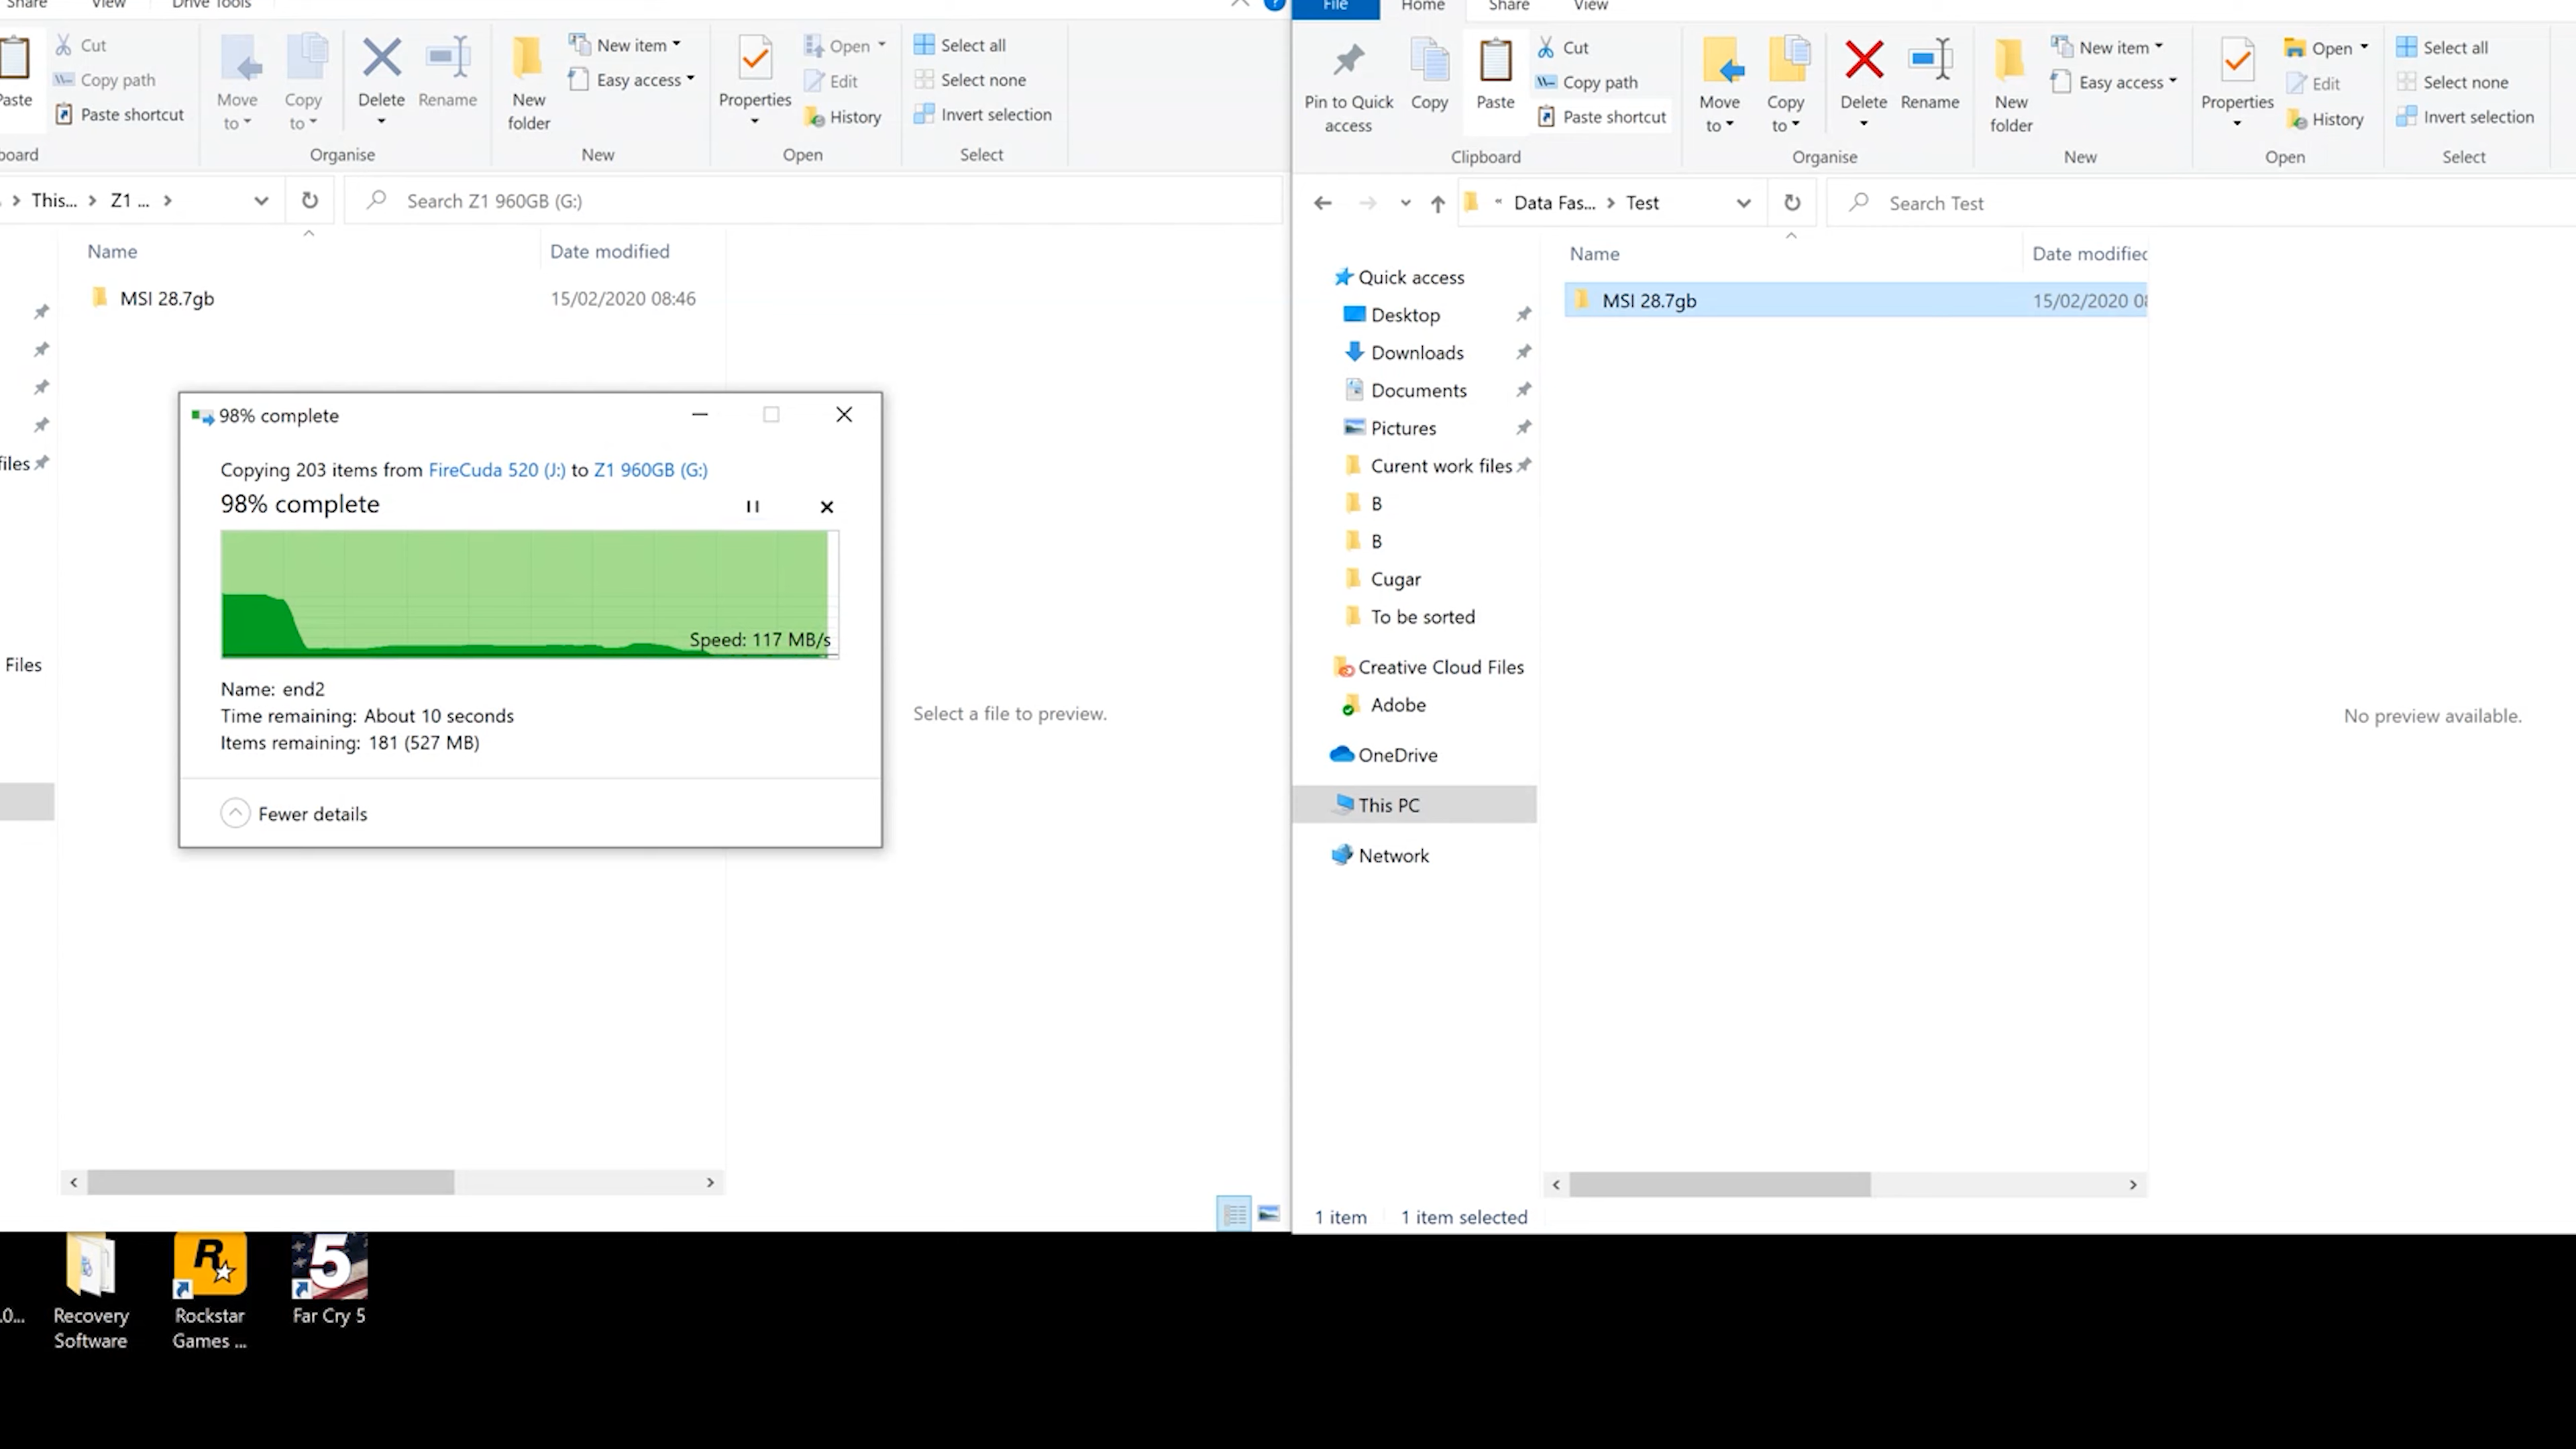 Share View Drive Tools
Paste
Cut
Copy path
Paste shortcut
Move to
Copy to
Delete
Rename
New folder
New item
Easy access
Properties
Open
Edit
History
Select all
Select none
Invert selection
Organise
New
Open
Select
This... Z1 ...
Search Z1 960GB (G:)
Name Date modified
MSI 28.7gb 15/02/2020 08:46
Files
98% complete
Copying 203 items from FireCuda 520 (J:) to Z1 960GB (G:)
98% complete
Speed: 117 MB/s
Name: end2
Time remaining: About 10 seconds
Items remaining: 181 (527 MB)
Fewer details
Select a file to preview.
File Home Share View
Pin to Quick access
Copy
Paste
Cut
Copy path
Paste shortcut
Move to
Copy to
Delete
Rename
New folder
New item
Easy access
Properties
Open
Edit
History
Select all
Select none
Invert selection
Clipboard
Organise
New
Open
Select
« Data Fas... Test
Search Test
Name Date modified
MSI 28.7gb 15/02/2020
Quick access
Desktop
Downloads
Documents
Pictures
Curent work files
B
B
Cugar
To be sorted
Creative Cloud Files
Adobe
OneDrive
This PC
Network
No preview available.
1 item 1 item selected
R
5
Recovery Software
Rockstar Games ...
Far Cry 5